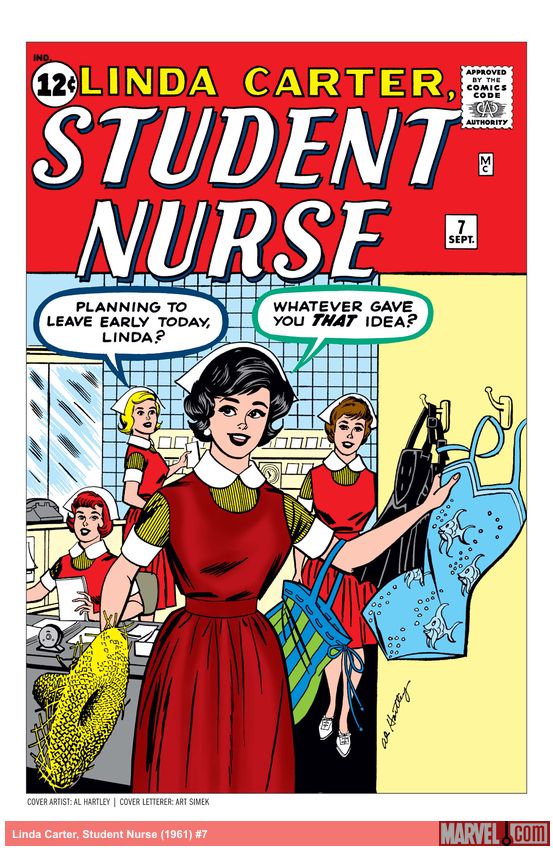 IND.
12¢
LINDA CARTER,
STUDENT
NURSE
APPROVED
BY THE
COMICS
CODE
CA
AUTHORITY
M
C
7
SEPT.
PLANNING TO
LEAVE EARLY TODAY,
LINDA?
WHATEVER GAVE
YOU THAT IDEA?
Al Hartley
COVER ARTIST: AL HARTLEY | COVER LETTERER: ART SIMEK
Linda Carter, Student Nurse (1961) #7
MARVEL.com